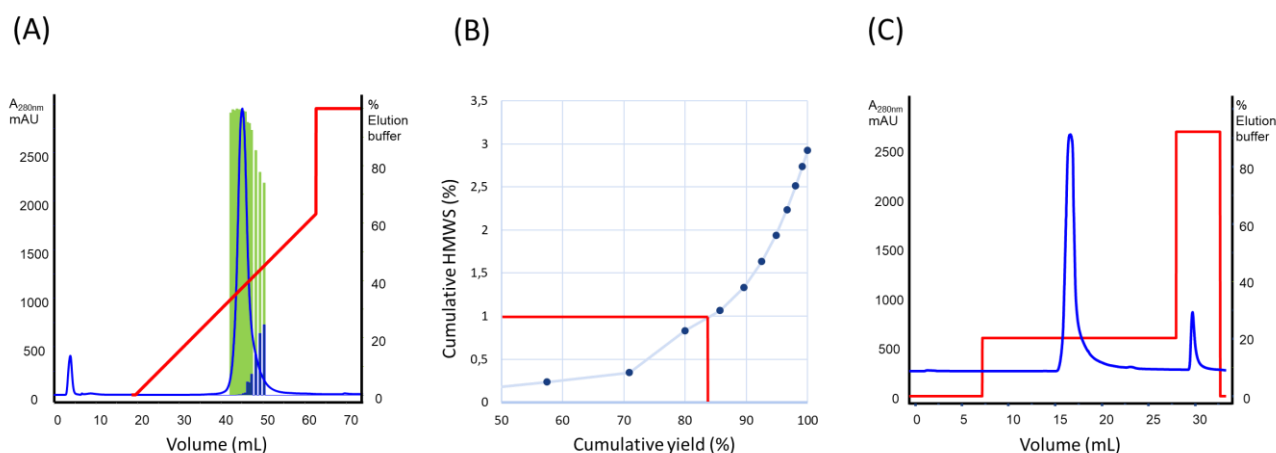 (A)
(B)
(C)
A280nm
mAU
2500
2000
1500
1000
500
0
0 10 20 30 40 50 60 70
Volume (mL)
%
Elution
buffer
80
60
40
20
0
Cumulative HMWS (%)
3,5
3
2,5
2
1,5
1
0,5
0
50 60 70 80 90 100
Cumulative yield (%)
A280nm
mAU
2500
2000
1500
1000
500
0
0 5 10 15 20 25 30
Volume (mL)
%
Elution
buffer
80
60
40
20
0